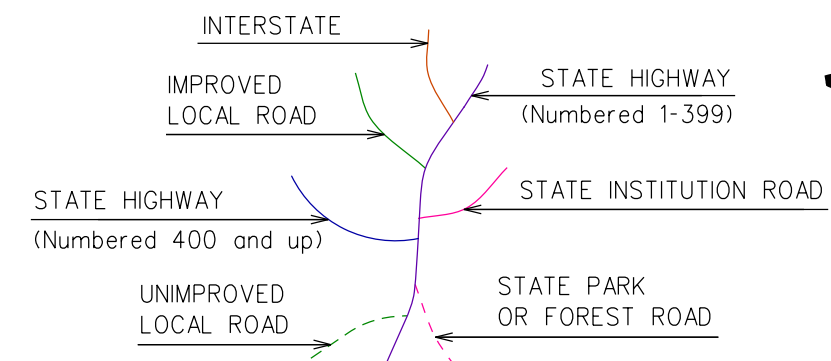 INTERSTATE
IMPROVED
LOCAL ROAD
STATE HIGHWAY
(Numbered 1-399)
STATE HIGHWAY
(Numbered 400 and up)
STATE INSTITUTION ROAD
UNIMPROVED
LOCAL ROAD
STATE PARK
OR FOREST ROAD